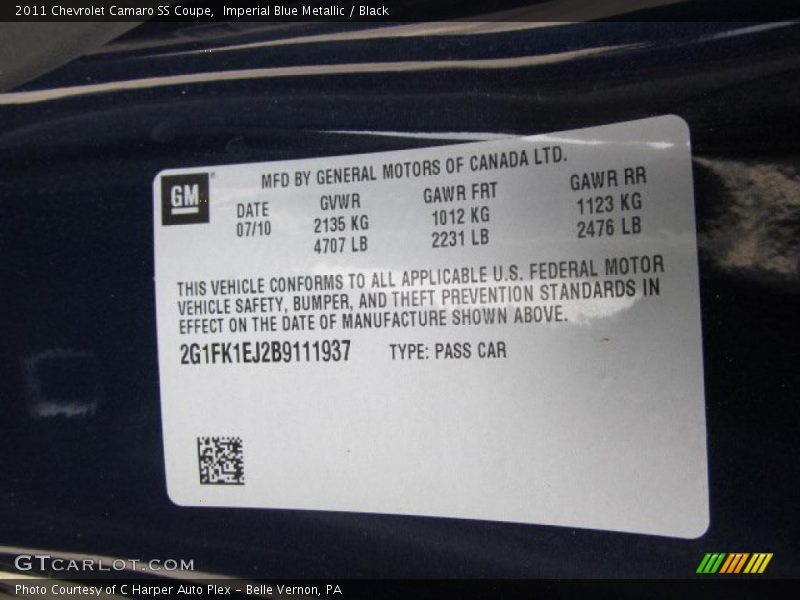 2011 Chevrolet Camaro SS Coupe, Imperial Blue Metallic / Black
GM
MFD BY GENERAL MOTORS OF CANADA LTD.
DATE GVWR GAWR FRT GAWR RR
07/10 2135 KG 1012 KG 1123 KG
4707 LB 2231 LB 2476 LB
THIS VEHICLE CONFORMS TO ALL APPLICABLE U.S. FEDERAL MOTOR
VEHICLE SAFETY, BUMPER, AND THEFT PREVENTION STANDARDS IN
EFFECT ON THE DATE OF MANUFACTURE SHOWN ABOVE.
2G1FK1EJ2B9111937 TYPE: PASS CAR
GTCARLOT.COM
Photo Courtesy of C Harper Auto Plex - Belle Vernon, PA